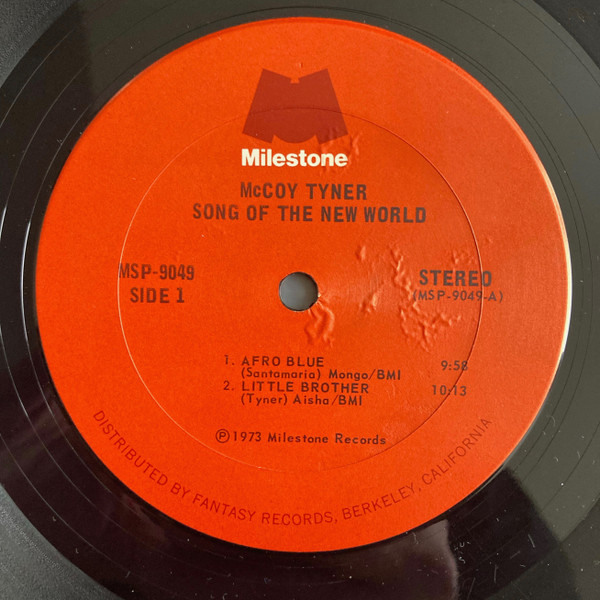 Milestone
McCOY TYNER
SONG OF THE NEW WORLD
MSP-9049
SIDE 1
STEREO
(MSP-9049-A)
1. AFRO BLUE 9:58
(Santamaria) Mongo/BMI
2. LITTLE BROTHER 10:13
(Tyner) Aisha/BMI
℗ 1973 Milestone Records
DISTRIBUTED BY FANTASY RECORDS, BERKELEY, CALIFORNIA